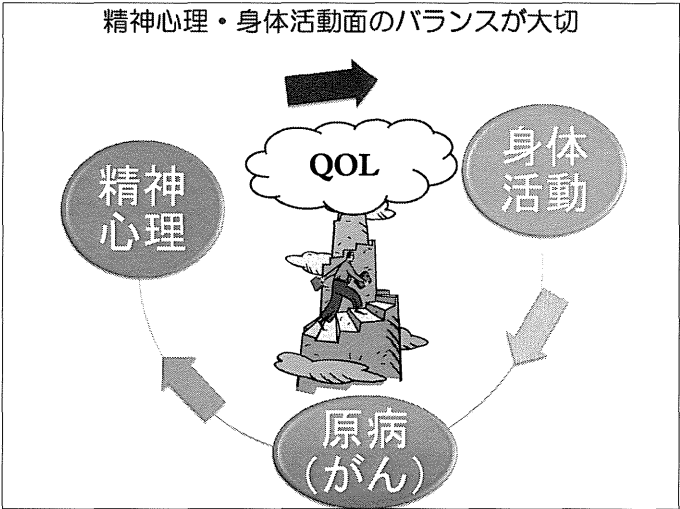 精神心理・身体活動面のバランスが大切
QOL
精神
心理
身体
活動
原病
(がん)